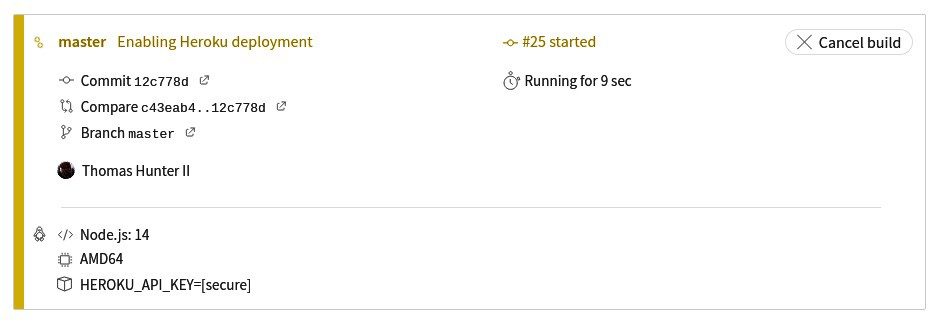 master Enabling Heroku deployment
#25 started
Cancel build
Commit 12c778d
Running for 9 sec
Compare c43eab4..12c778d
Branch master
Thomas Hunter II
</> Node.js: 14
AMD64
HEROKU_API_KEY=[secure]